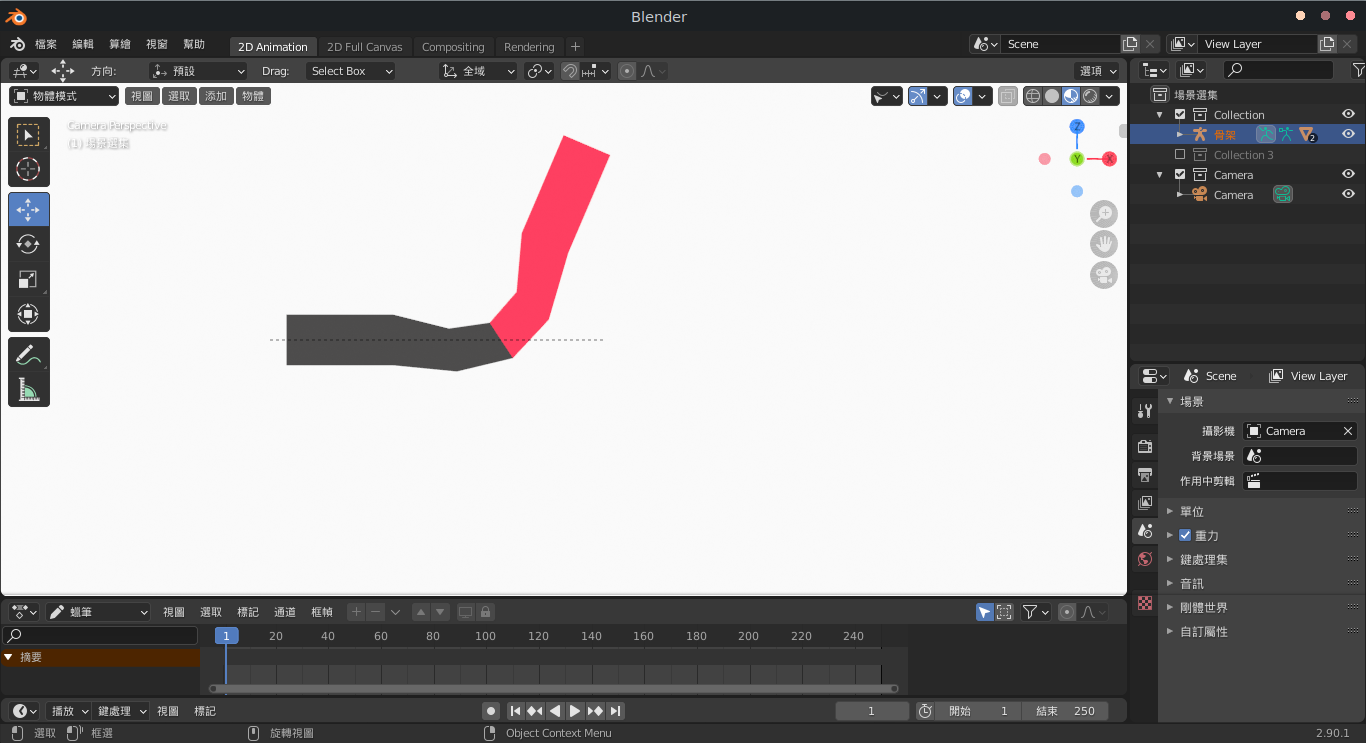 Blender
檔案 編輯 算繪 視窗 幫助 2D Animation 2D Full Canvas Compositing Rendering + Scene View Layer
方向: 預設 Drag: Select Box 全域 選項
物體模式 視圖 選取 添加 物體
Camera Perspective
(1) 場景選集
Z
Y X
場景選集
Collection
骨架 2
Collection 3
Camera
Camera
Scene View Layer
場景
攝影機 Camera
背景場景
作用中剪輯
單位
重力
鍵處理集
音訊
剛體世界
自訂屬性
蠟筆 視圖 選取 標記 通道 框幀
1 20 40 60 80 100 120 140 160 180 200 220 240
摘要
播放 鍵處理 視圖 標記 1 開始 1 結束 250
選取 框選 旋轉視圖 Object Context Menu 2.90.1